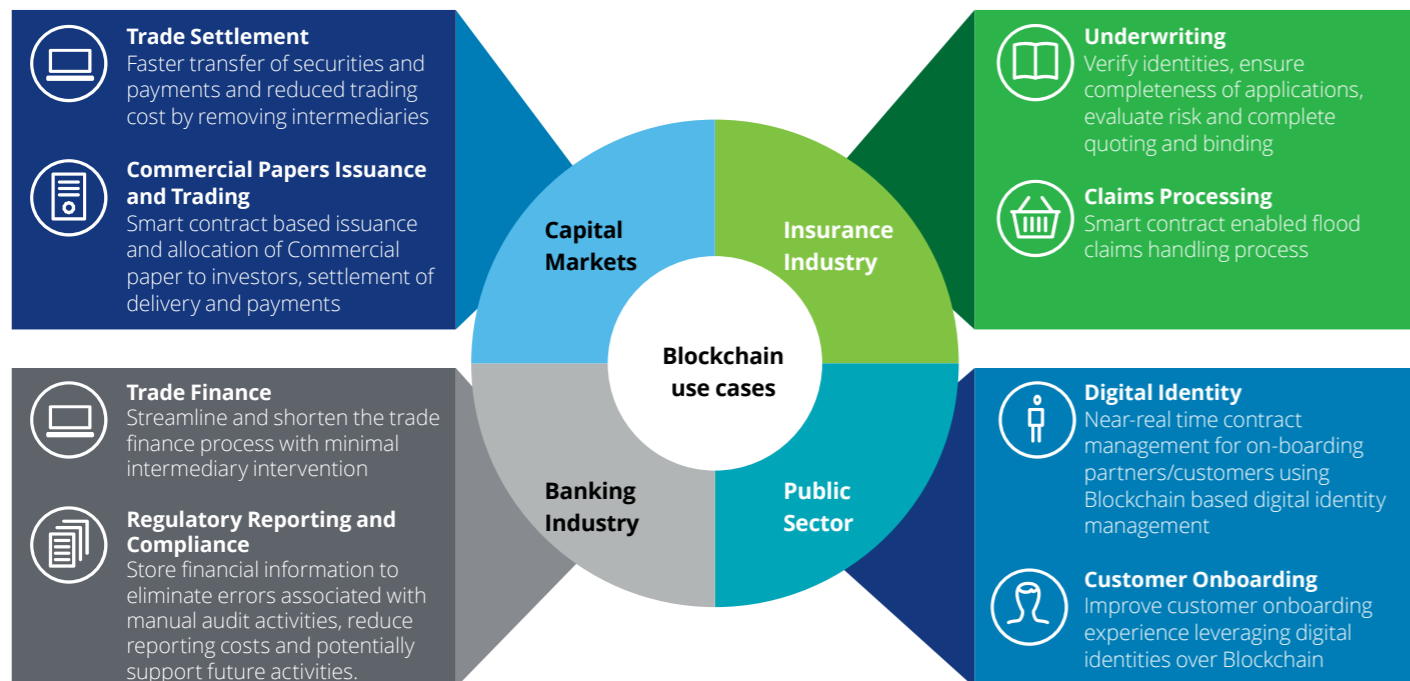 Trade Settlement
Faster transfer of securities and
payments and reduced trading
cost by removing intermediaries
Commercial Papers Issuance
and Trading
Smart contract based issuance
and allocation of Commercial
paper to investors, settlement of
delivery and payments
Underwriting
Verify identities, ensure
completeness of applications,
evaluate risk and complete
quoting and binding
Claims Processing
Smart contract enabled flood
claims handling process
Capital
Markets
Insurance
Industry
Blockchain
use cases
Banking
Industry
Public
Sector
Trade Finance
Streamline and shorten the trade
finance process with minimal
intermediary intervention
Regulatory Reporting and
Compliance
Store financial information to
eliminate errors associated with
manual audit activities, reduce
reporting costs and potentially
support future activities.
Digital Identity
Near-real time contract
management for on-boarding
partners/customers using
Blockchain based digital identity
management
Customer Onboarding
Improve customer onboarding
experience leveraging digital
identities over Blockchain